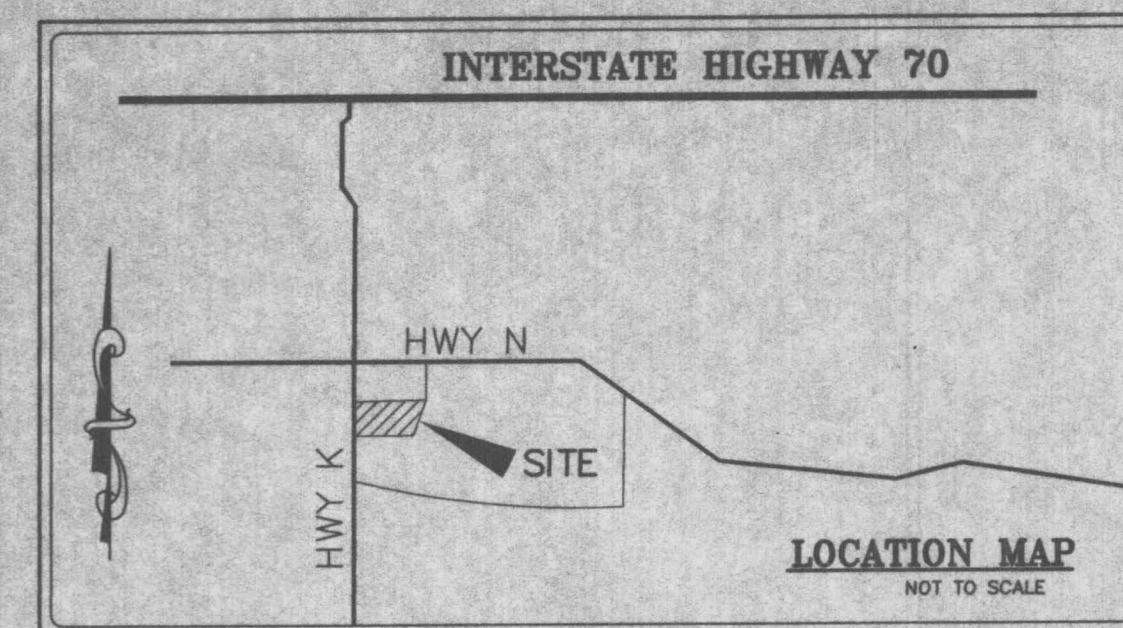 INTERSTATE HIGHWAY 70
HWY N
HWY K
SITE
LOCATION MAP
NOT TO SCALE